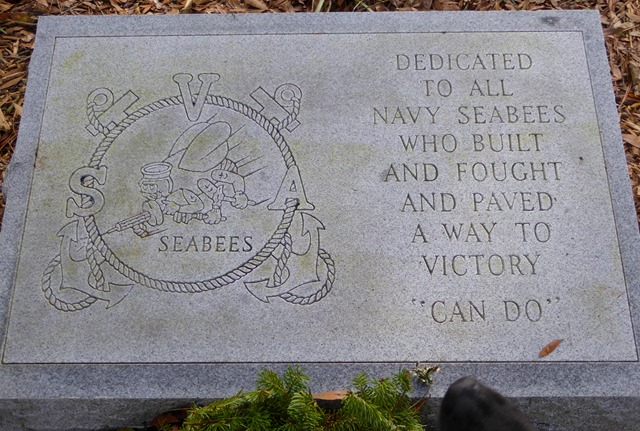 V
S
A
SEABEES
DEDICATED
TO ALL
NAVY SEABEES
WHO BUILT
AND FOUGHT
AND PAVED
A WAY TO
VICTORY
"CAN DO"